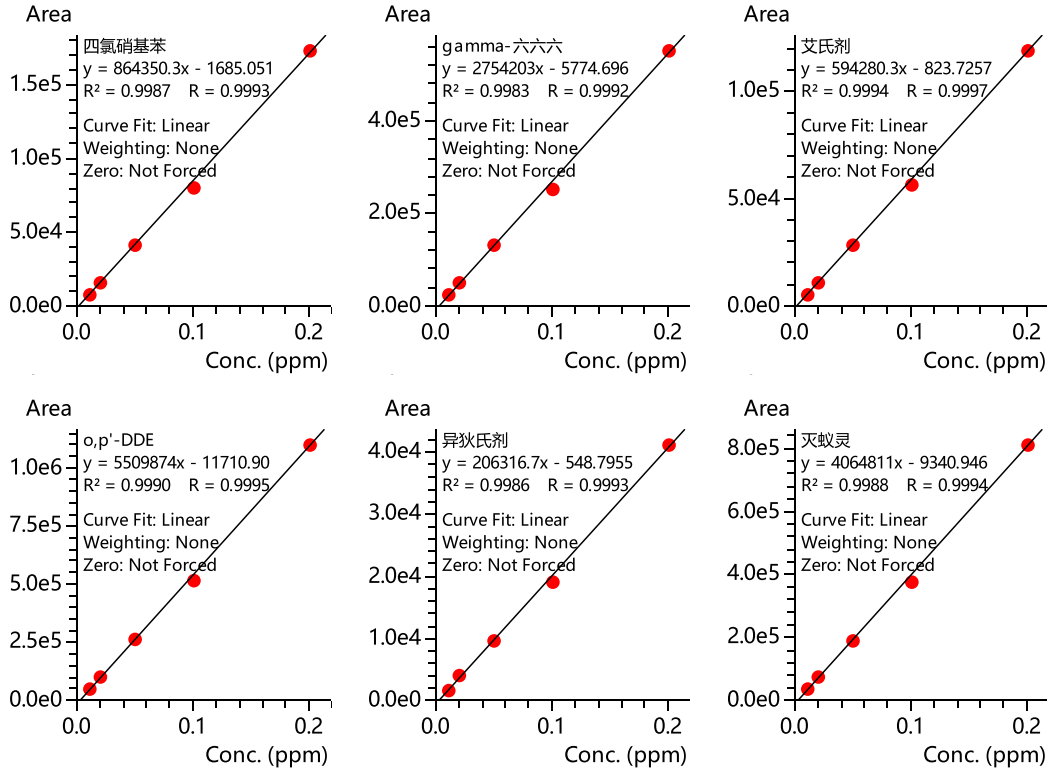 Area
四氯硝基苯
y = 864350.3x - 1685.051
R² = 0.9987 R = 0.9993
Curve Fit: Linear
Weighting: None
Zero: Not Forced
1.5e5
1.0e5
5.0e4
0.0e0
0.0 0.1 0.2
Conc. (ppm)
Area
gamma-六六六
y = 2754203x - 5774.696
R² = 0.9983 R = 0.9992
Curve Fit: Linear
Weighting: None
Zero: Not Forced
4.0e5
2.0e5
0.0e0
0.0 0.1 0.2
Conc. (ppm)
Area
艾氏剂
y = 594280.3x - 823.7257
R² = 0.9994 R = 0.9997
Curve Fit: Linear
Weighting: None
Zero: Not Forced
1.0e5
5.0e4
0.0e0
0.0 0.1 0.2
Conc. (ppm)
Area
o,p'-DDE
y = 5509874x - 11710.90
R² = 0.9990 R = 0.9995
Curve Fit: Linear
Weighting: None
Zero: Not Forced
1.0e6
7.5e5
5.0e5
2.5e5
0.0e0
0.0 0.1 0.2
Conc. (ppm)
Area
异狄氏剂
y = 206316.7x - 548.7955
R² = 0.9986 R = 0.9993
Curve Fit: Linear
Weighting: None
Zero: Not Forced
4.0e4
3.0e4
2.0e4
1.0e4
0.0e0
0.0 0.1 0.2
Conc. (ppm)
Area
灭蚁灵
y = 4064811x - 9340.946
R² = 0.9988 R = 0.9994
Curve Fit: Linear
Weighting: None
Zero: Not Forced
8.0e5
6.0e5
4.0e5
2.0e5
0.0e0
0.0 0.1 0.2
Conc. (ppm)